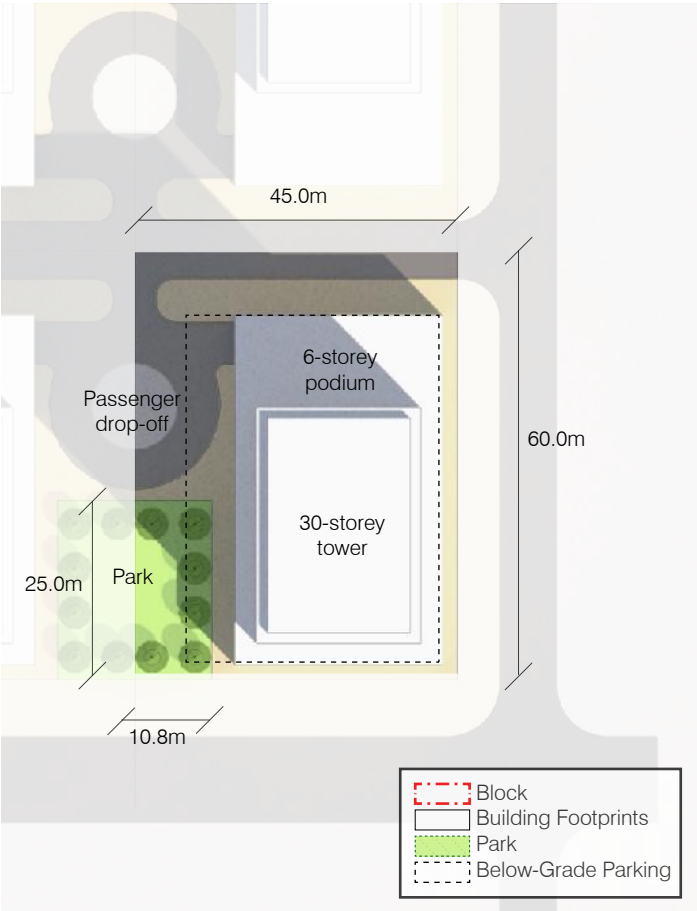 45.0m
6-storey
podium
Passenger
drop-off
60.0m
30-storey
tower
Park
25.0m
10.8m
Block
Building Footprints
Park
Below-Grade Parking